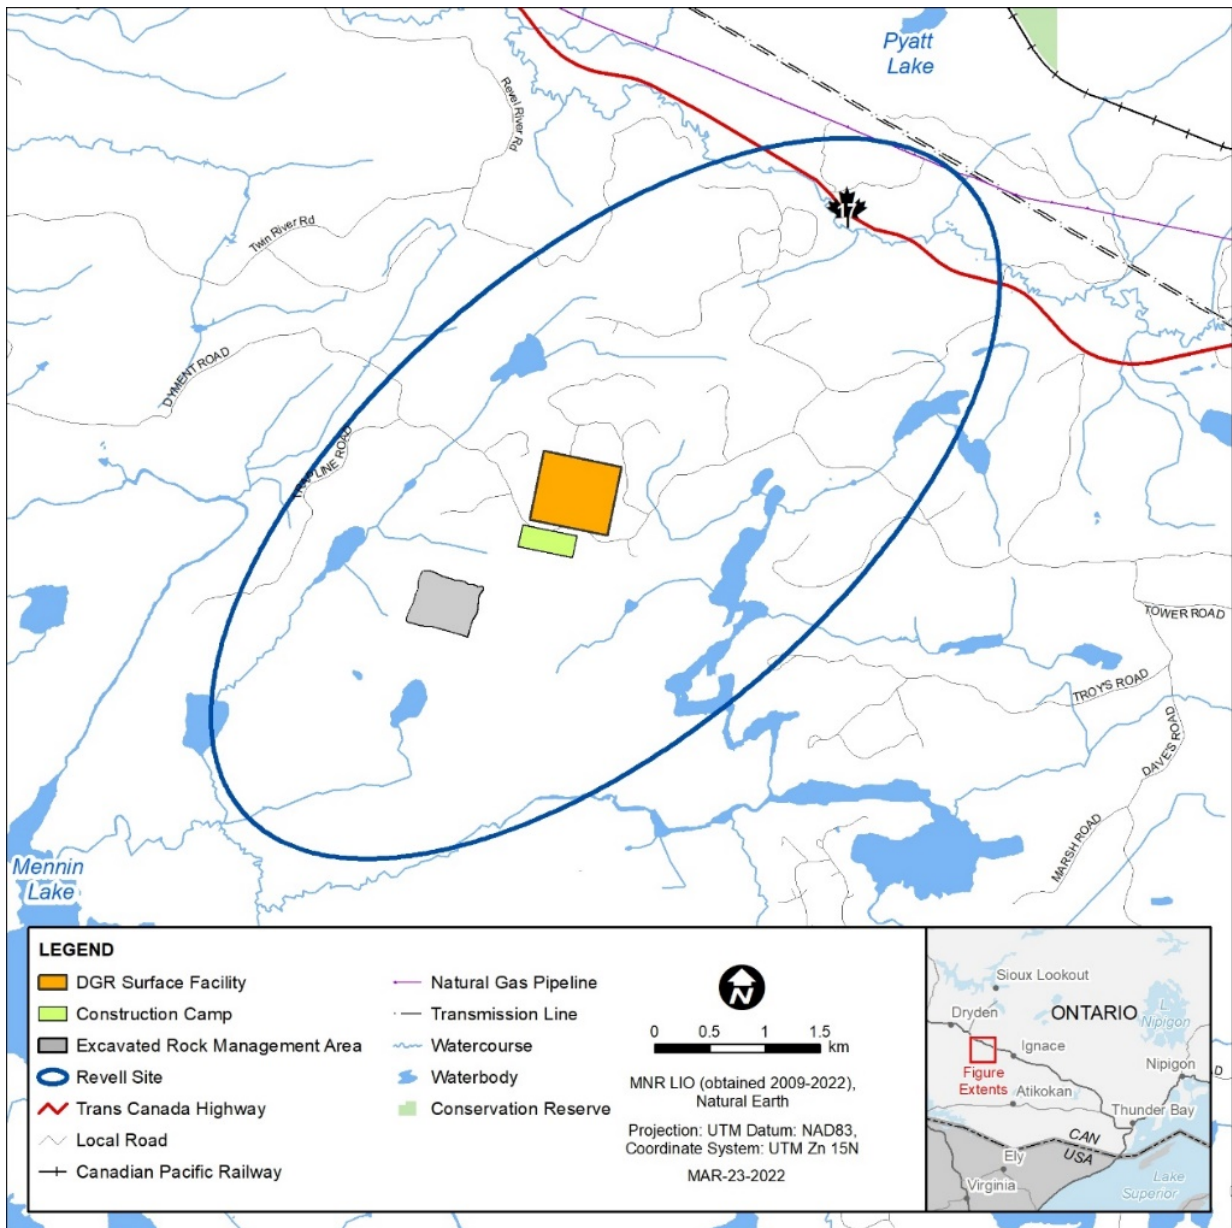 Pyatt
Lake
Revel River Rd
17
Twin River Rd
DYMENT ROAD
TRAPLINE ROAD
TOWER ROAD
TROY'S ROAD
DAVE'S ROAD
MARSH ROAD
Mennin
Lake
LEGEND
DGR Surface Facility
Construction Camp
Excavated Rock Management Area
Revell Site
Trans Canada Highway
Local Road
Canadian Pacific Railway
Natural Gas Pipeline
Transmission Line
Watercourse
Waterbody
Conservation Reserve
N
0 0.5 1 1.5
km
MNR LIO (obtained 2009-2022),
Natural Earth
Projection: UTM Datum: NAD83,
Coordinate System: UTM Zn 15N
MAR-23-2022
Sioux Lookout
Dryden
ONTARIO
L
Nipigon
Ignace
Nipigon
Figure
Extents
Atikokan
Thunder Bay
CAN
USA
Ely
Virginia
Lake
Superior